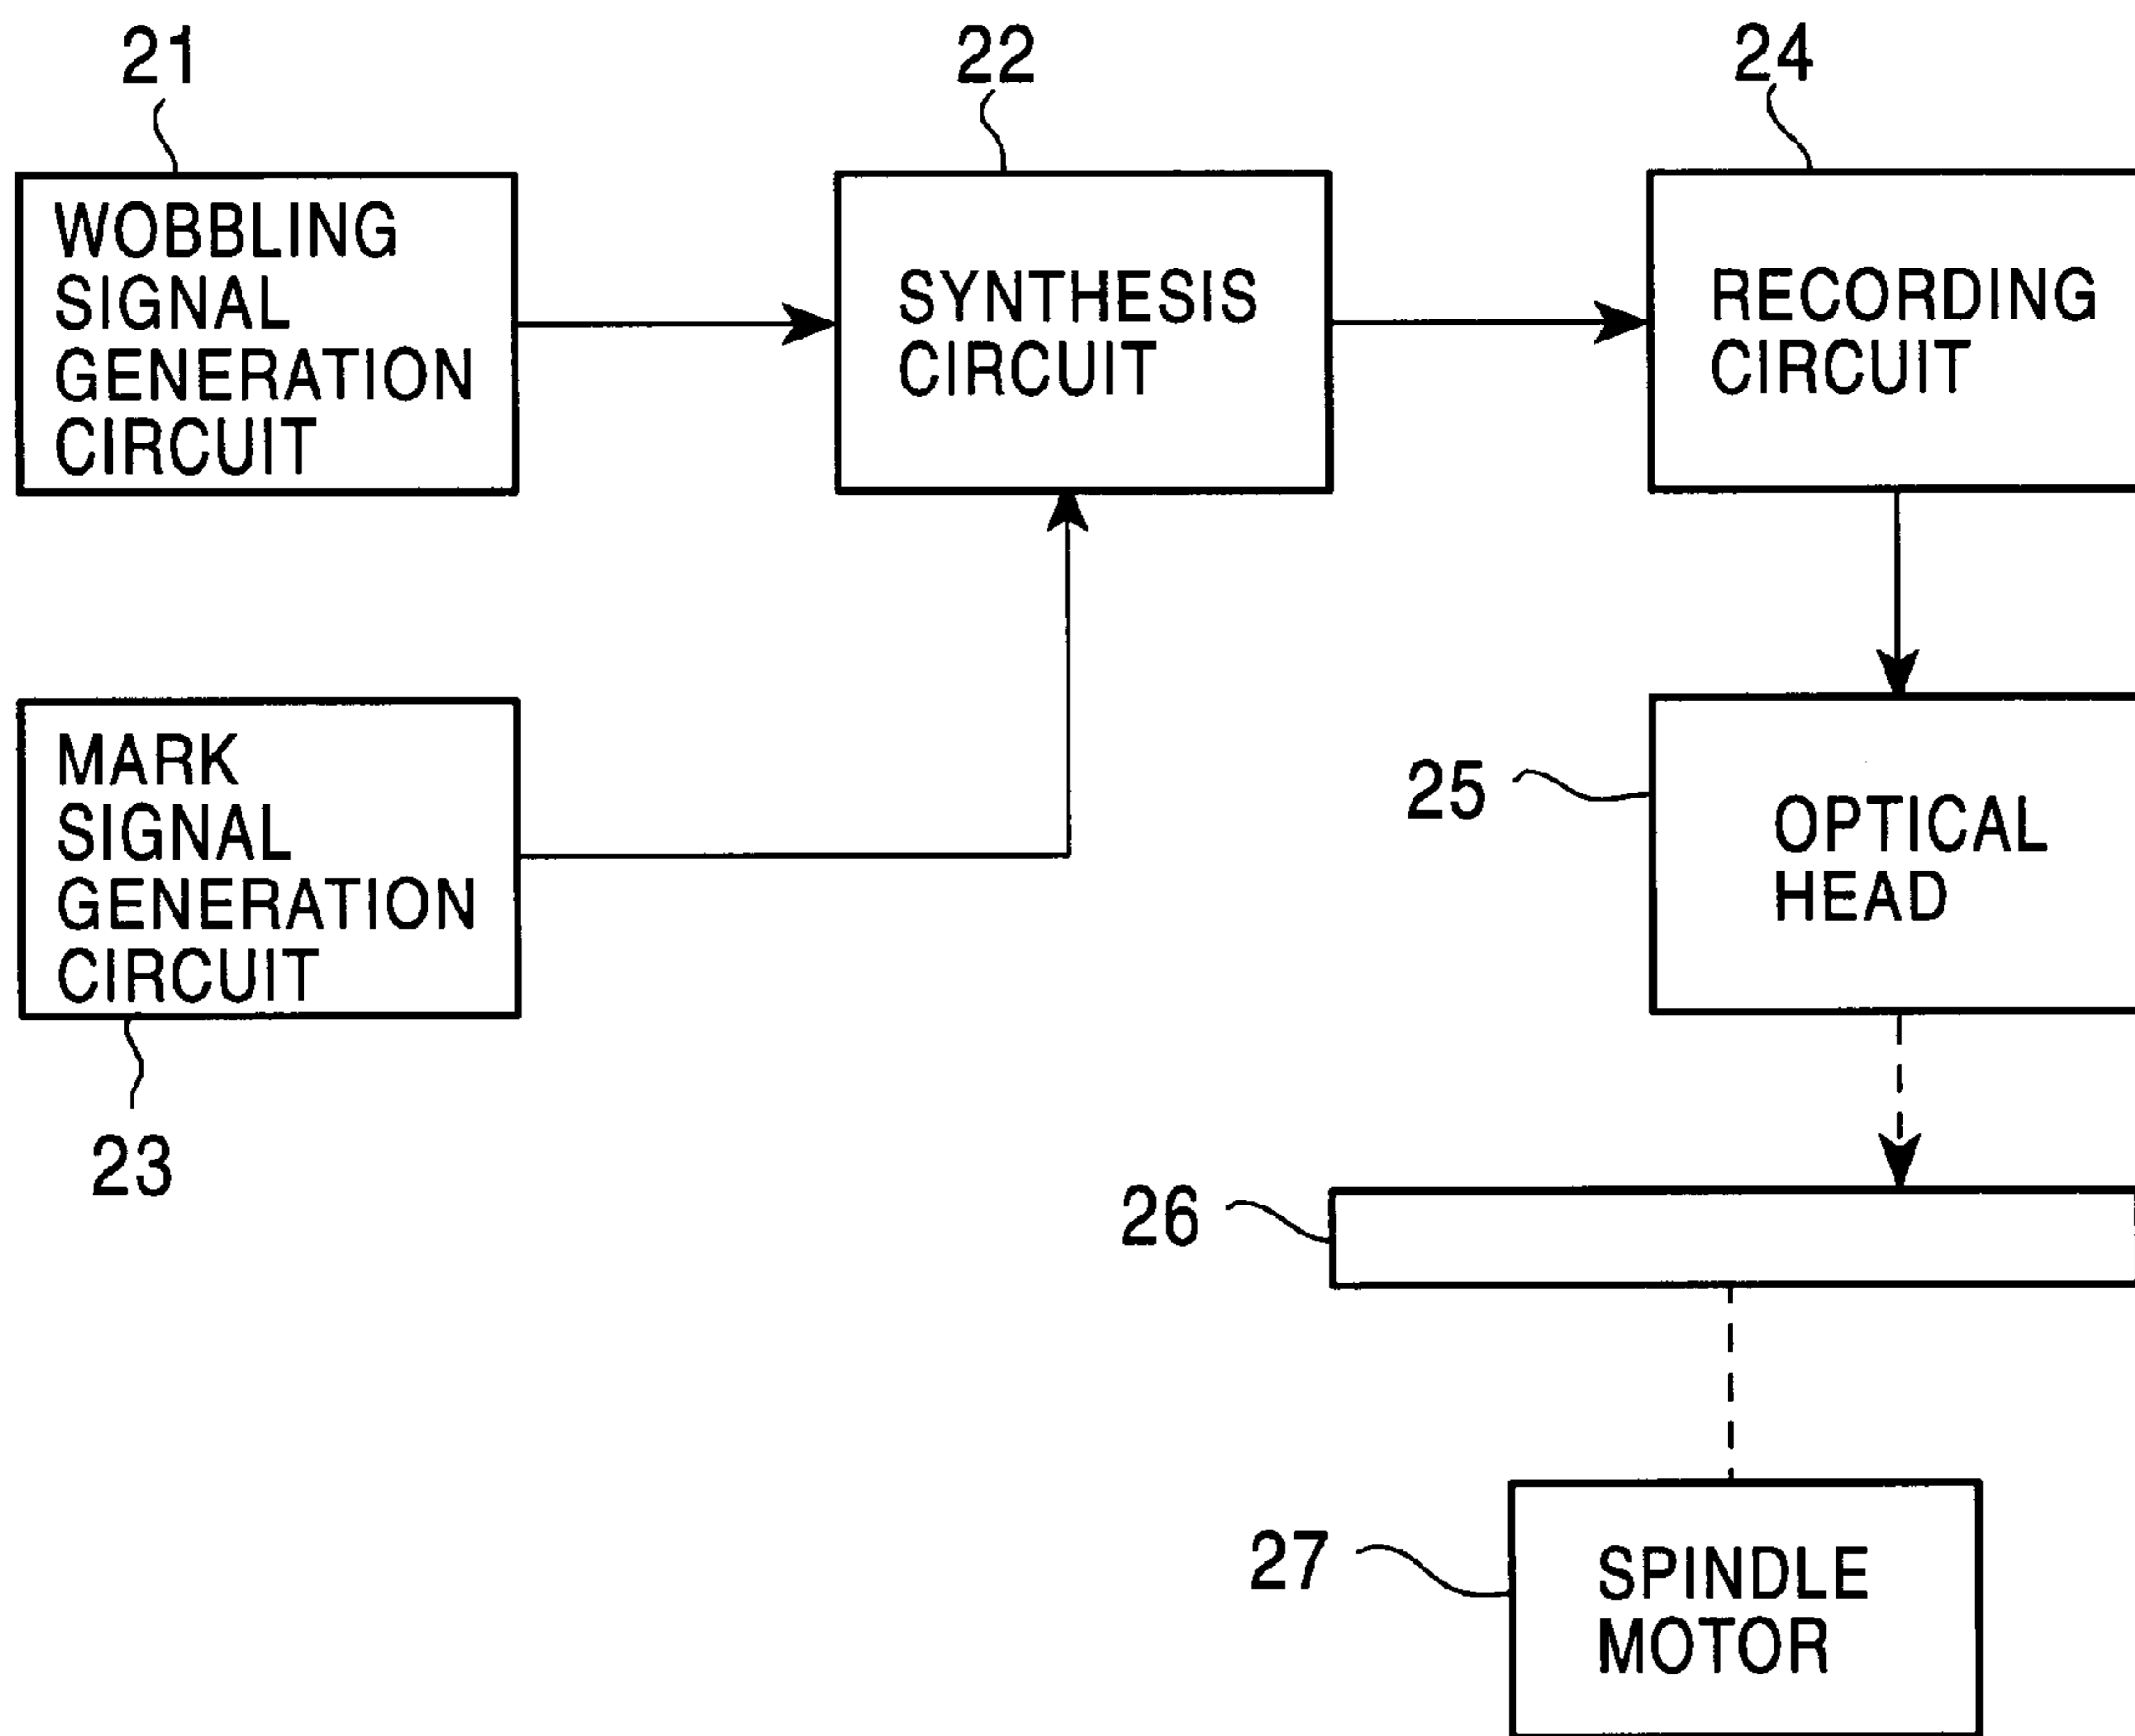 21
22
24
WOBBLING
SIGNAL
GENERATION
CIRCUIT
SYNTHESIS
CIRCUIT
RECORDING
CIRCUIT
MARK
SIGNAL
GENERATION
CIRCUIT
23
25
OPTICAL
HEAD
26
27
SPINDLE
MOTOR